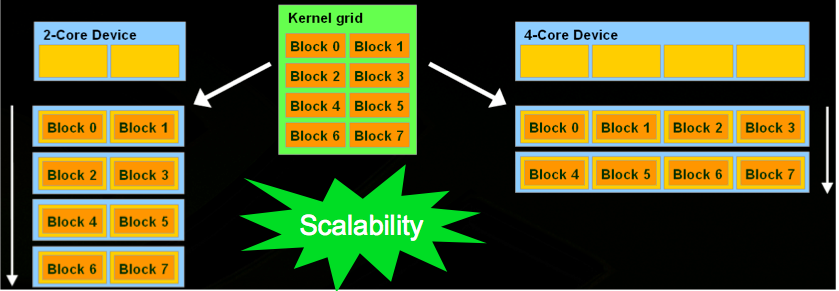 2-Core Device
Kernel grid
4-Core Device
Block 0 Block 1
Block 2 Block 3
Block 4 Block 5
Block 6 Block 7
Block 0 Block 1
Block 2 Block 3
Block 4 Block 5
Block 6 Block 7
Block 0 Block 1 Block 2 Block 3
Block 4 Block 5 Block 6 Block 7
Scalability